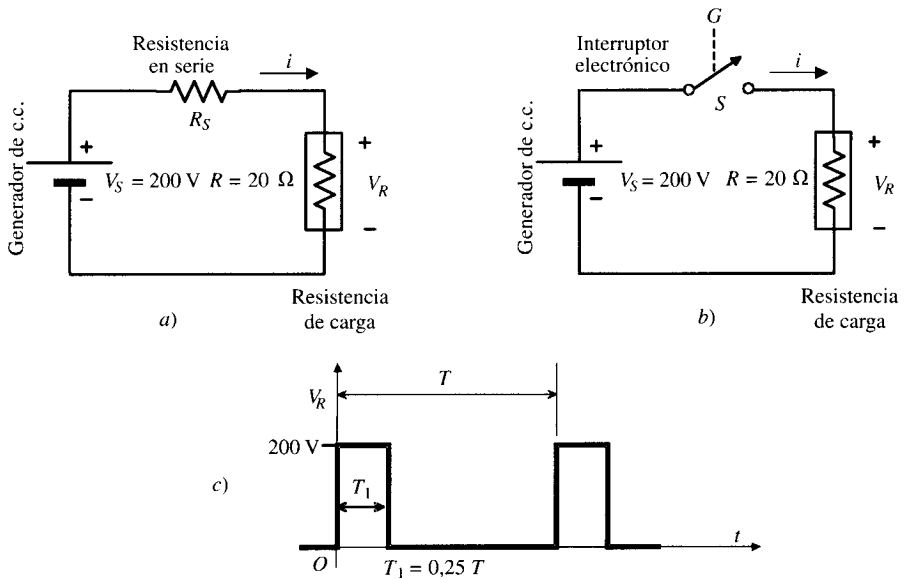 Resistencia
en serie
i
R_S
Generador de c.c.
+
−
V_S = 200 V
R = 20 Ω
+
V_R
−
Resistencia
de carga
a)
G
Interruptor
electrónico
i
S
Generador de c.c.
+
−
V_S = 200 V
R = 20 Ω
+
V_R
−
Resistencia
de carga
b)
V_R
T
200 V
c)
T_1
t
O
T_1 = 0,25 T